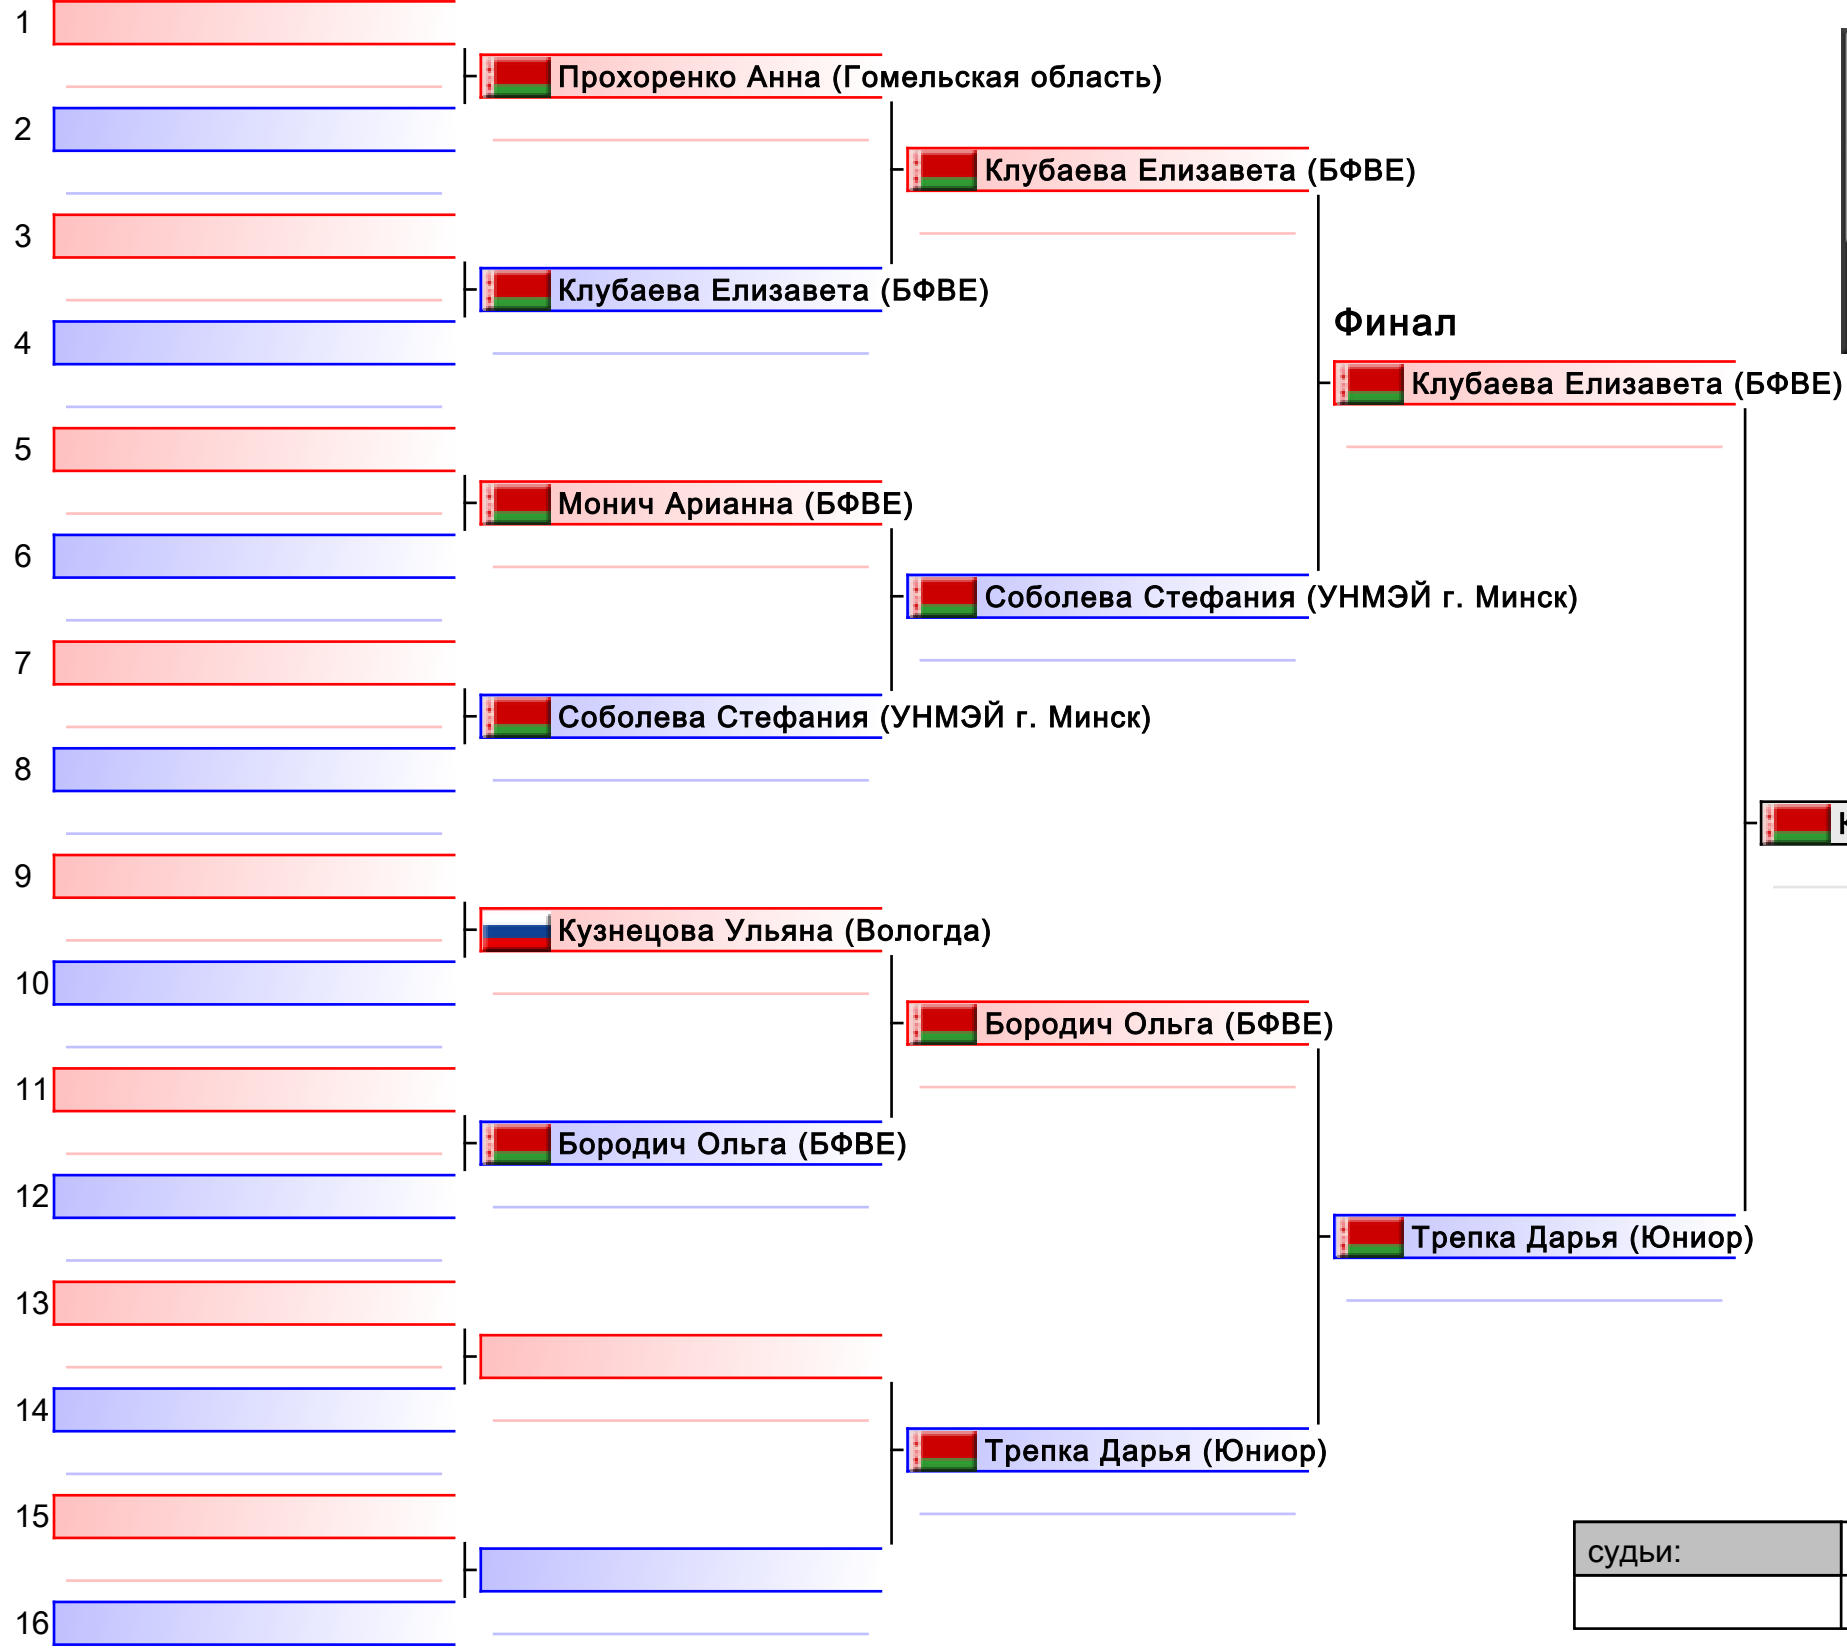 1
Прохоренко Анна (Гомельская область)
2
Клубаева Елизавета (БФВЕ)
3
Клубаева Елизавета (БФВЕ)
Финал
4
Клубаева Елизавета (БФВЕ)
5
Монич Арианна (БФВЕ)
6
Соболева Стефания (УНМЭЙ г. Минск)
7
Соболева Стефания (УНМЭЙ г. Минск)
8
9
Кузнецова Ульяна (Вологда)
10
Бородич Ольга (БФВЕ)
11
Бородич Ольга (БФВЕ)
12
Трепка Дарья (Юниор)
13
14
Трепка Дарья (Юниор)
15
судьи:
16